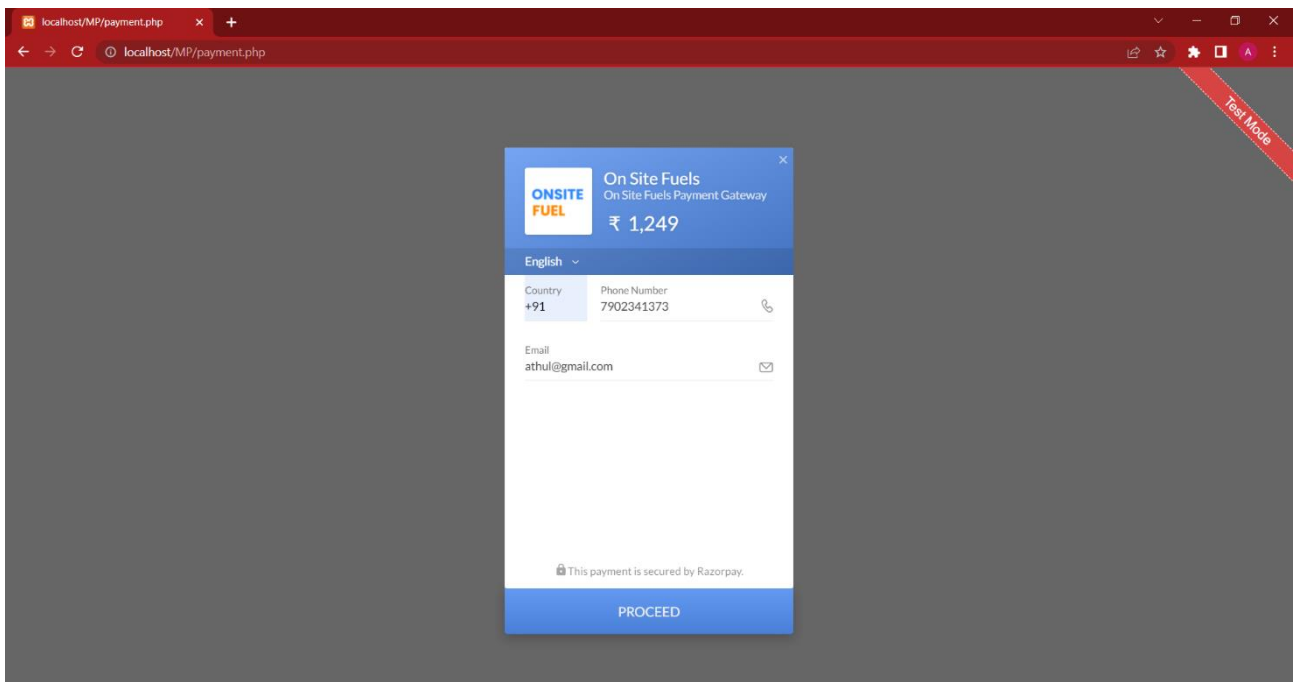 localhost/MP/payment.php
localhost/MP/payment.php
A
Test Mode
ONSITE
FUEL
On Site Fuels
On Site Fuels Payment Gateway
₹ 1,249
English
Country
Phone Number
+91
7902341373
Email
athul@gmail.com
This payment is secured by Razorpay.
PROCEED